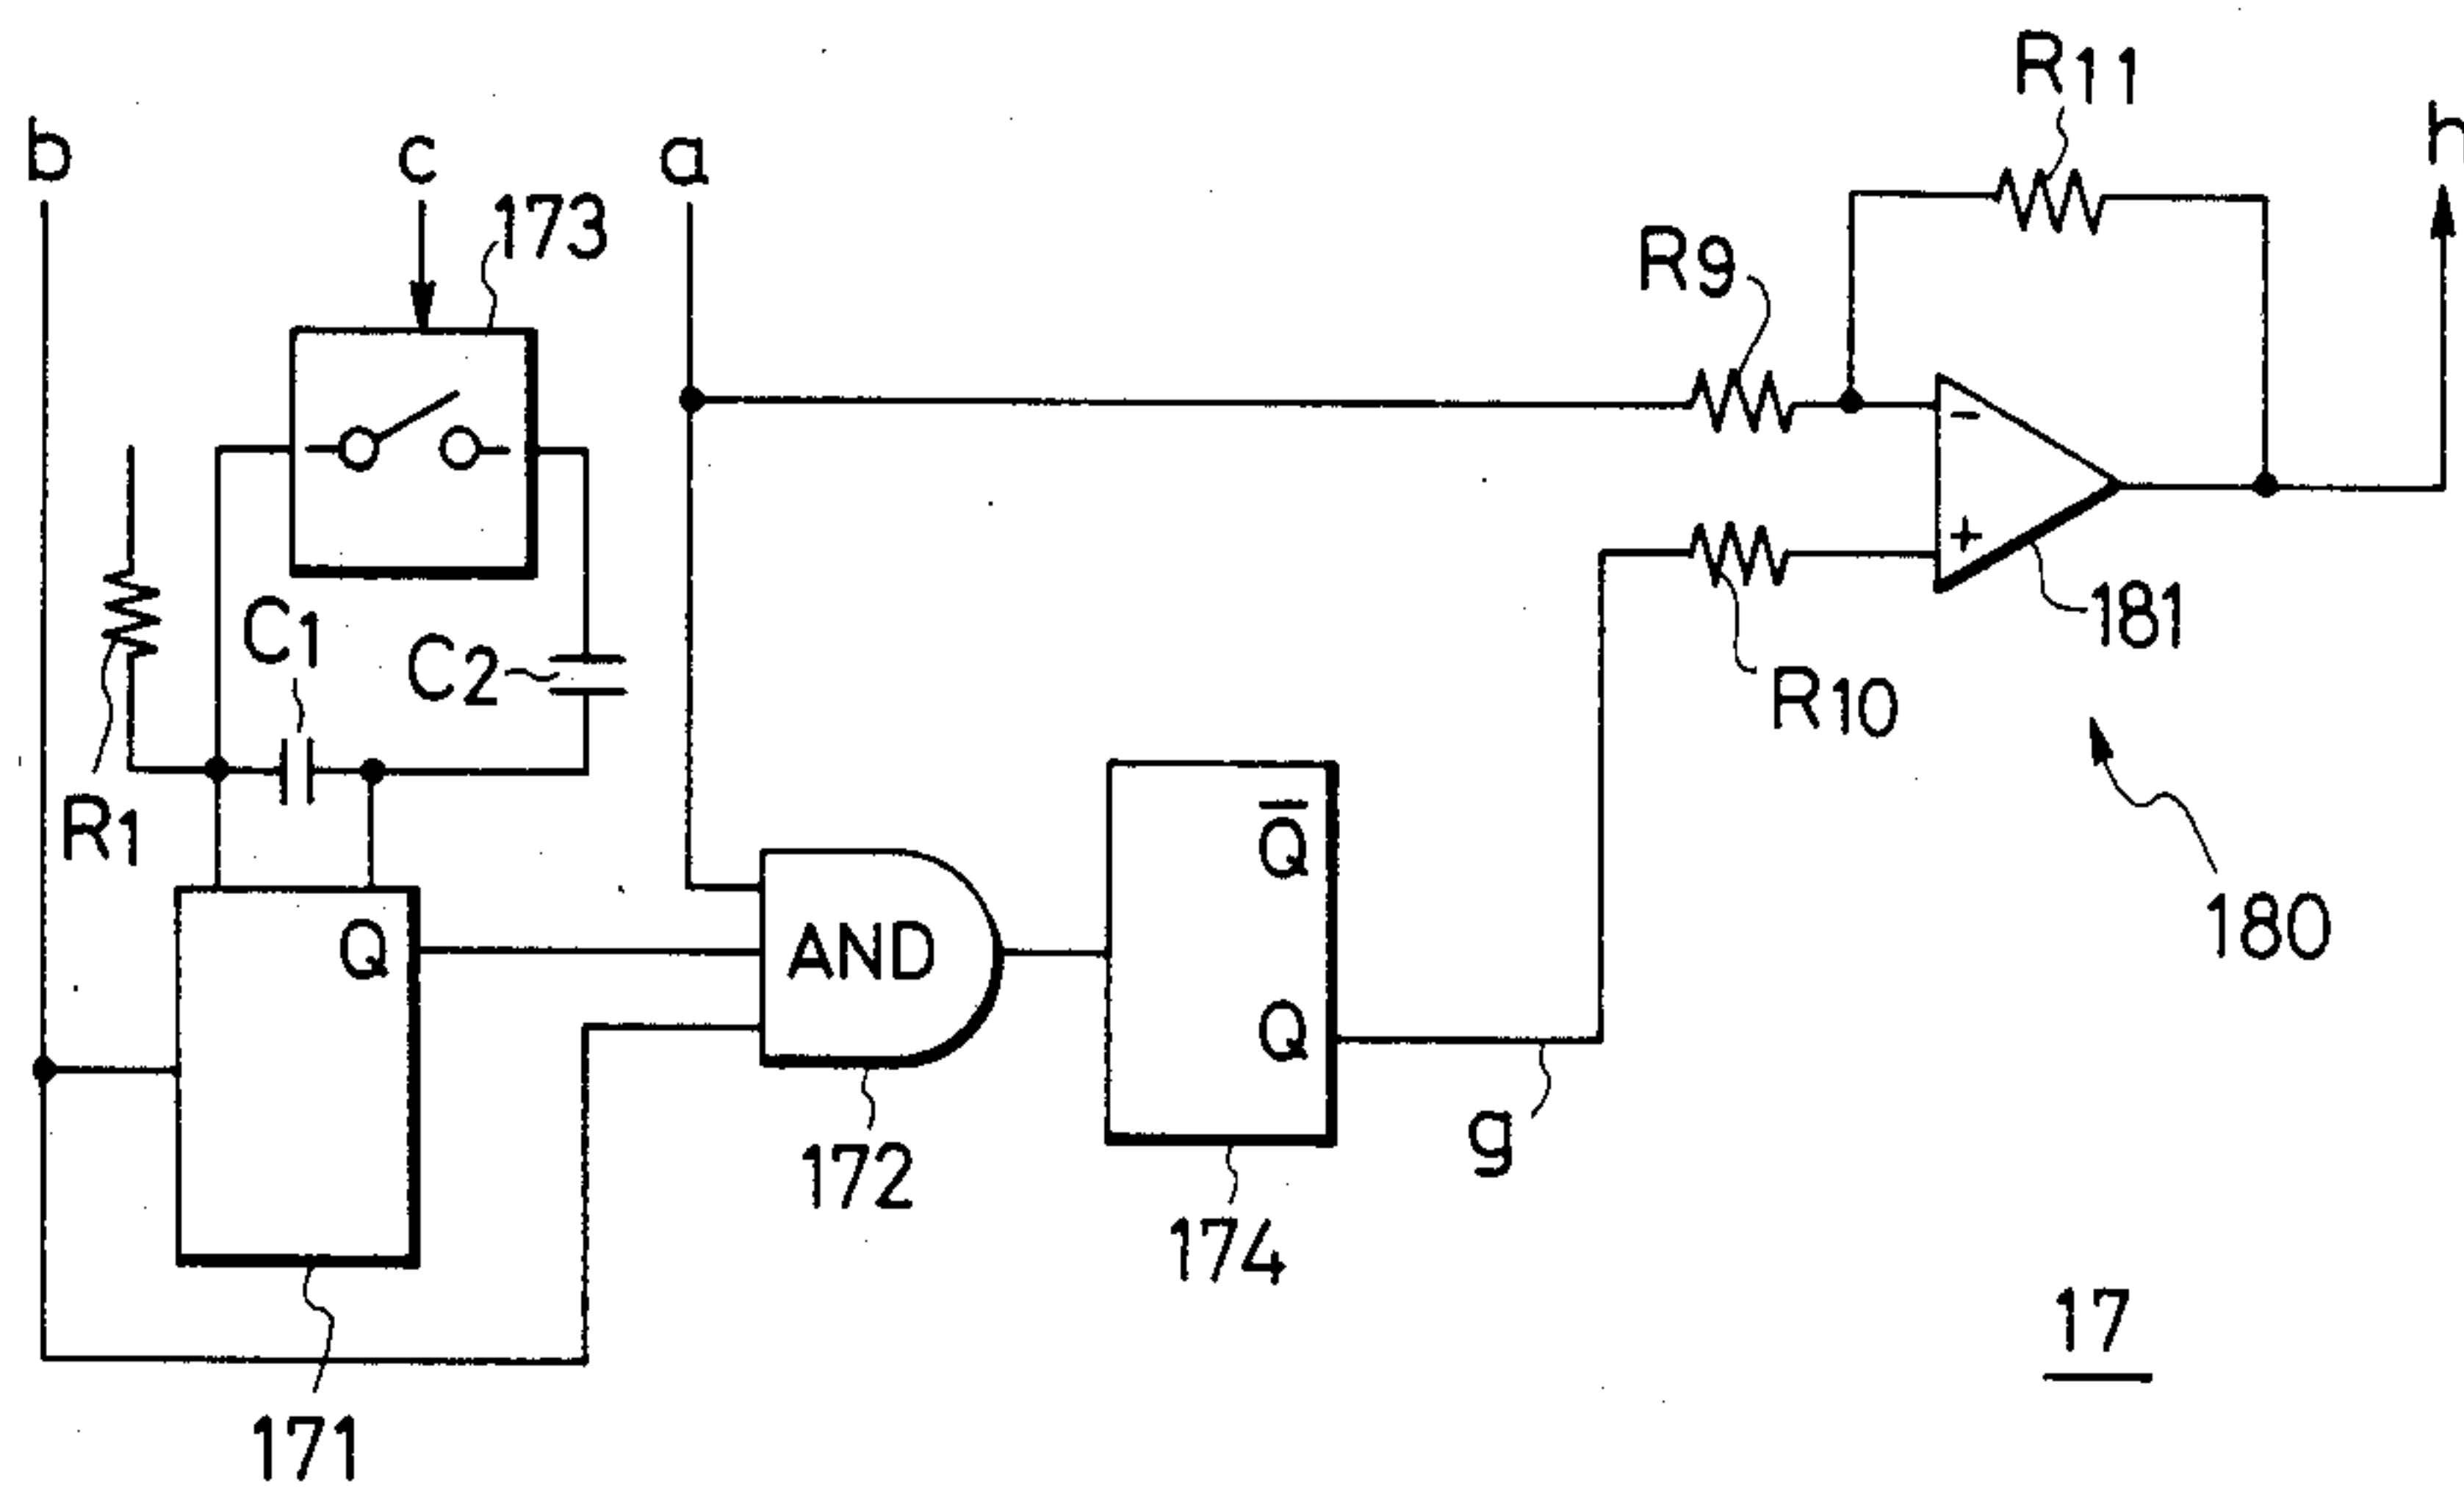 R11
b
c
a
h
173
R9
C1
181
C2
R10
R1
Q̅
180
Q
AND
Q
g
172
174
17
171
-
+